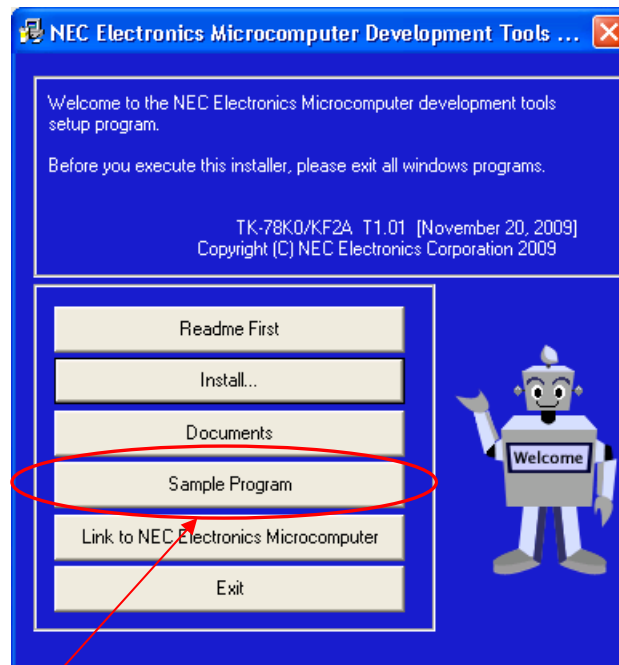 NEC Electronics Microcomputer Development Tools ...
Welcome to the NEC Electronics Microcomputer development tools
setup program.
Before you execute this installer, please exit all windows programs.
TK-78K0/KF2A T1.01 [November 20, 2009]
Copyright (C) NEC Electronics Corporation 2009
Readme First
Install...
Documents
Sample Program
Link to NEC Electronics Microcomputer
Exit
Welcome